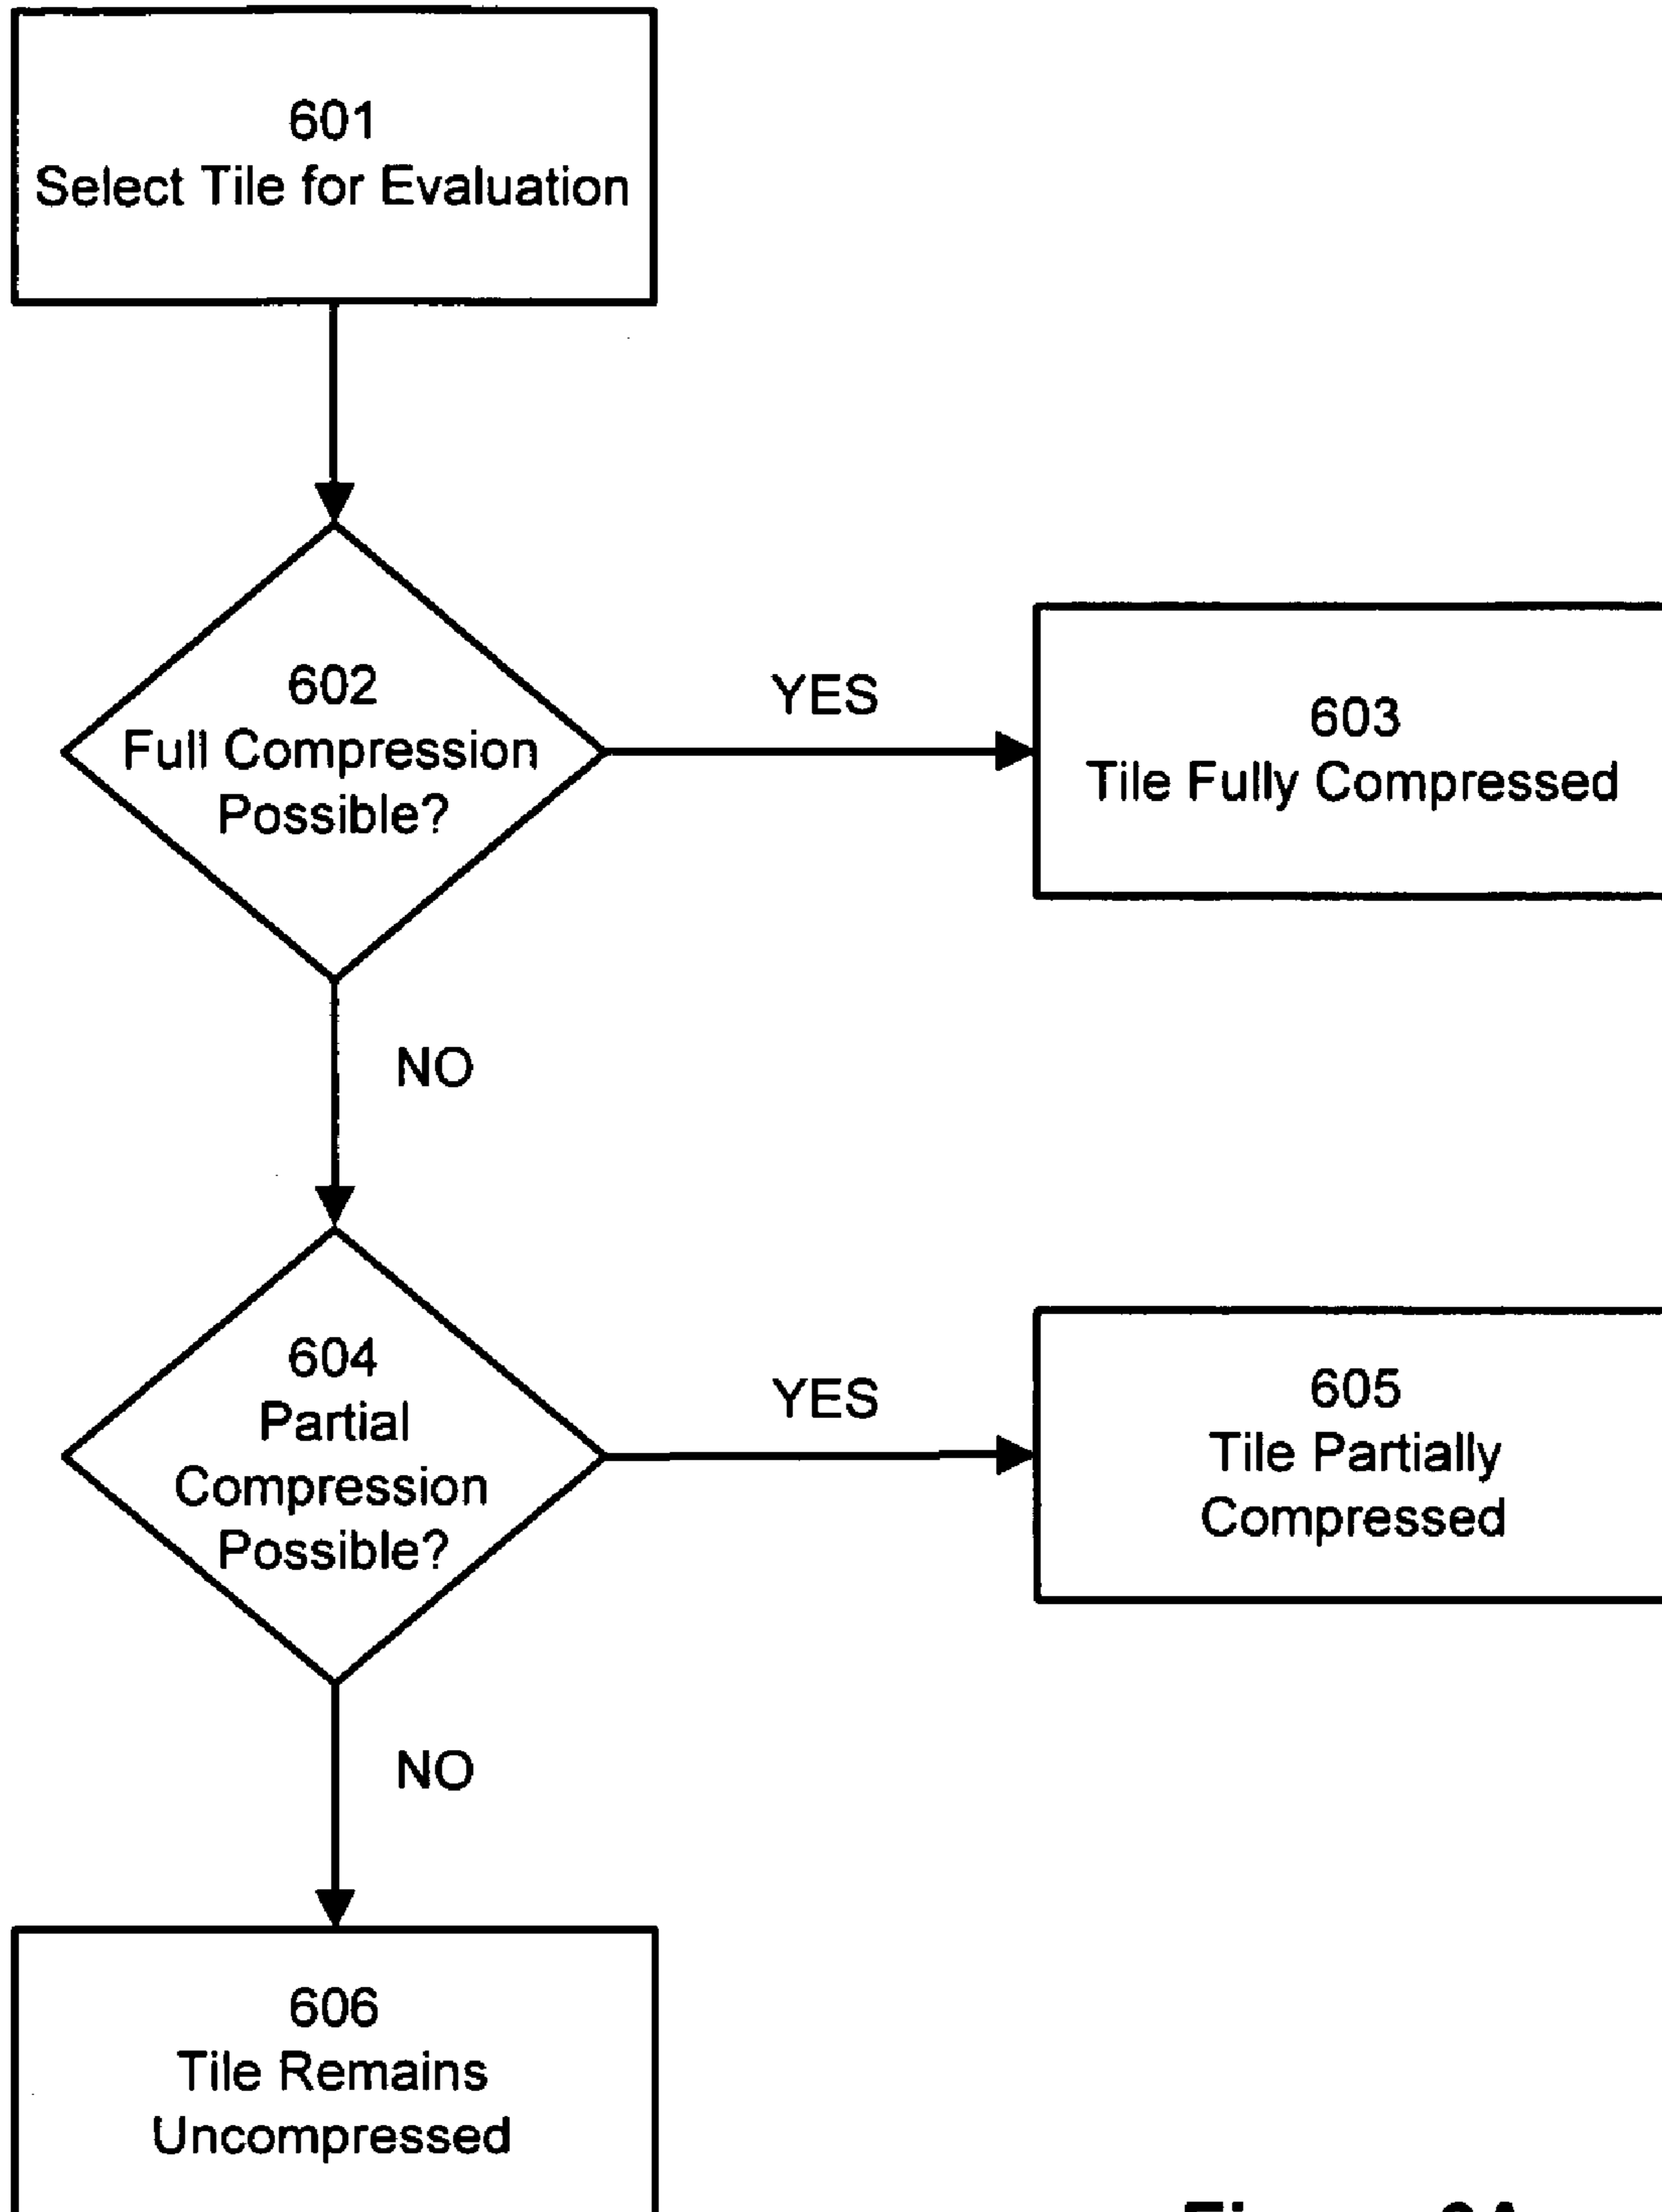 601
Select Tile for Evaluation
602
Full Compression
Possible?
YES
603
Tile Fully Compressed
NO
604
Partial
Compression
Possible?
YES
605
Tile Partially
Compressed
NO
606
Tile Remains
Uncompressed